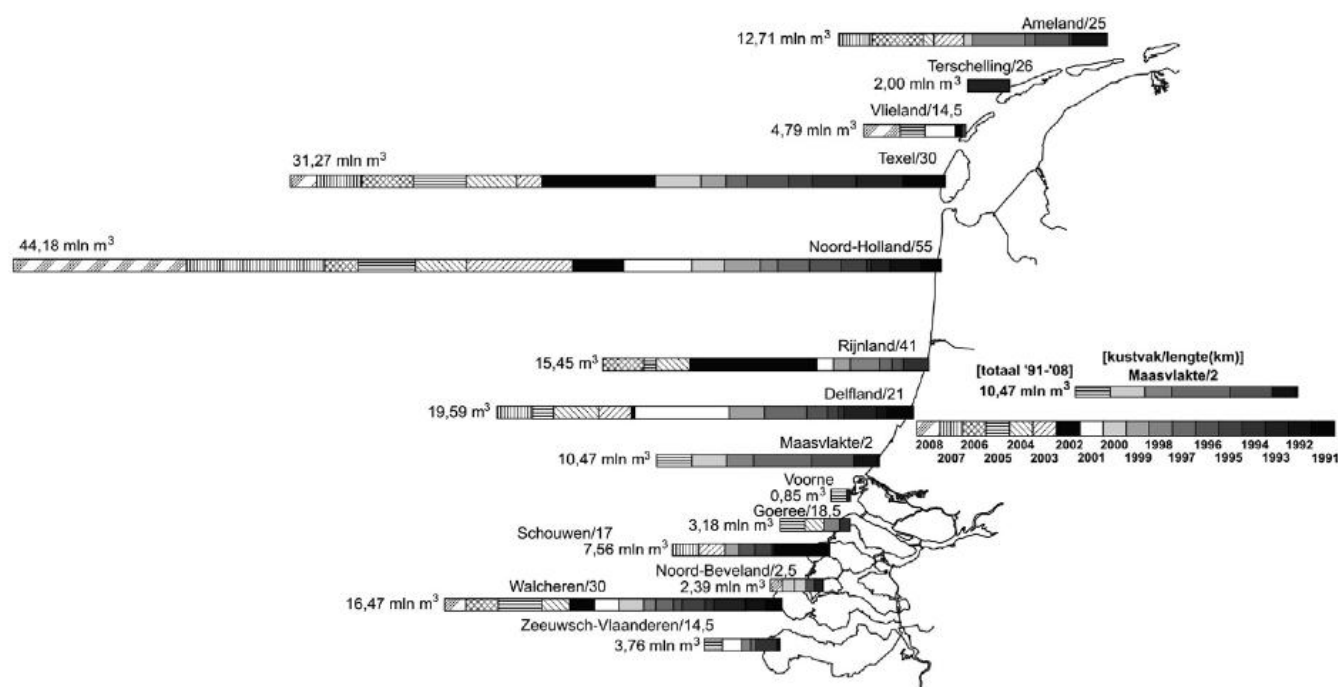 Ameland/25
12,71 mln m³
Terschelling/26
2,00 mln m³
Vlieland/14,5
4,79 mln m³
Texel/30
31,27 mln m³
Noord-Holland/55
44,18 mln m³
Rijnland/41
15,45 m³
[totaal '91-'08]
10,47 mln m³
[kustvak/lengte(km)]
Maasvlakte/2
Delfland/21
19,59 m³
2008 2006 2004 2002 2000 1998 1996 1994 1992
2007 2005 2003 2001 1999 1997 1995 1993 1991
Maasvlakte/2
10,47 mln m³
Voorne
0,85 m³
Goeree/18,5
3,18 mln m³
Schouwen/17
7,56 mln m³
Noord-Beveland/2,5
2,39 mln m³
Walcheren/30
16,47 mln m³
Zeeuwsch-Vlaanderen/14,5
3,76 mln m³